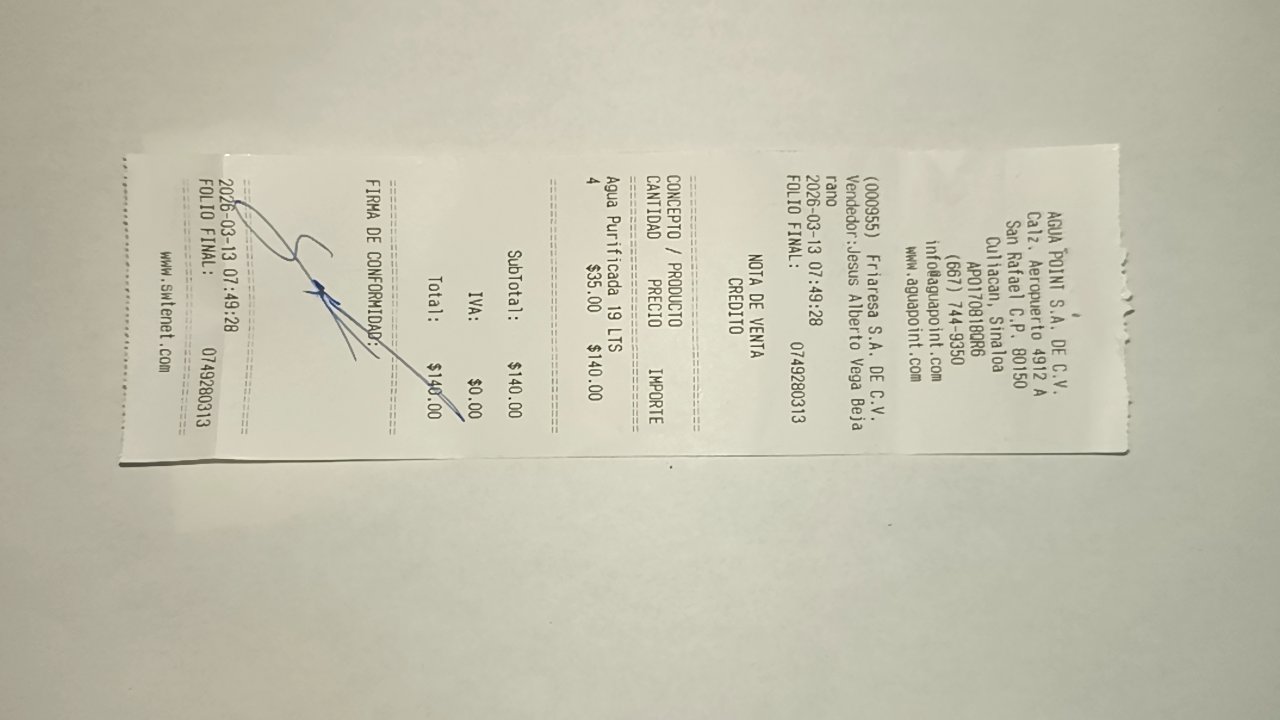 AGUA POINT S.A. DE C.V.
Calz. Aeropuerto 4912 A
San Rafael C.P. 80150
Culiacan, Sinaloa
APO170818QR6
(667) 744-9350
info@aguapoint.com
www.aguapoint.com
(000955) Friaresa S.A. DE C.V.
Vendedor:Jesus Alberto Vega Beja
rano
2026-03-13 07:49:28
FOLIO FINAL: 0749280313
NOTA DE VENTA
CREDITO
CONCEPTO / PRODUCTO
CANTIDAD PRECIO IMPORTE
Agua Purificada 19 LTS
4 $35.00 $140.00
SubTotal: $140.00
IVA: $0.00
Total: $140.00
FIRMA DE CONFORMIDAD:
2026-03-13 07:49:28
FOLIO FINAL: 0749280313
www.swtenet.com